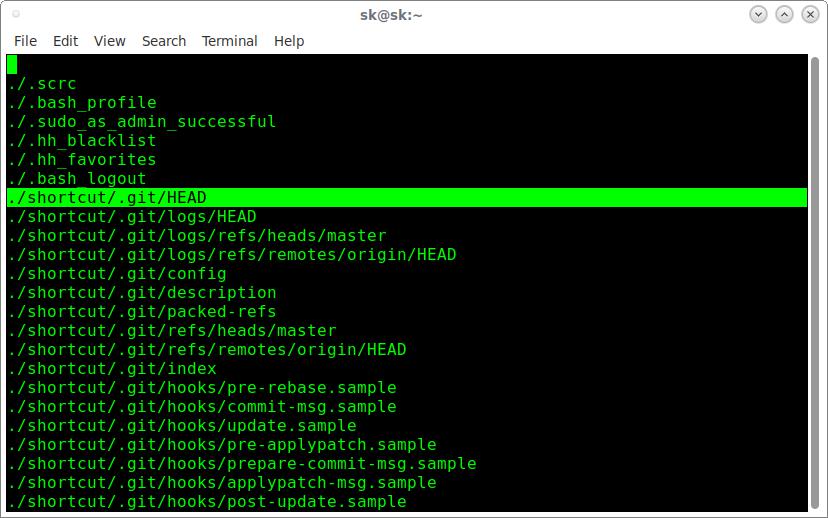 sk@sk:~
File Edit View Search Terminal Help
./.scrc
./.bash_profile
./.sudo_as_admin_successful
./.hh_blacklist
./.hh_favorites
./.bash_logout
./shortcut/.git/HEAD
./shortcut/.git/logs/HEAD
./shortcut/.git/logs/refs/heads/master
./shortcut/.git/logs/refs/remotes/origin/HEAD
./shortcut/.git/config
./shortcut/.git/description
./shortcut/.git/packed-refs
./shortcut/.git/refs/heads/master
./shortcut/.git/refs/remotes/origin/HEAD
./shortcut/.git/index
./shortcut/.git/hooks/pre-rebase.sample
./shortcut/.git/hooks/commit-msg.sample
./shortcut/.git/hooks/update.sample
./shortcut/.git/hooks/pre-applypatch.sample
./shortcut/.git/hooks/prepare-commit-msg.sample
./shortcut/.git/hooks/applypatch-msg.sample
./shortcut/.git/hooks/post-update.sample